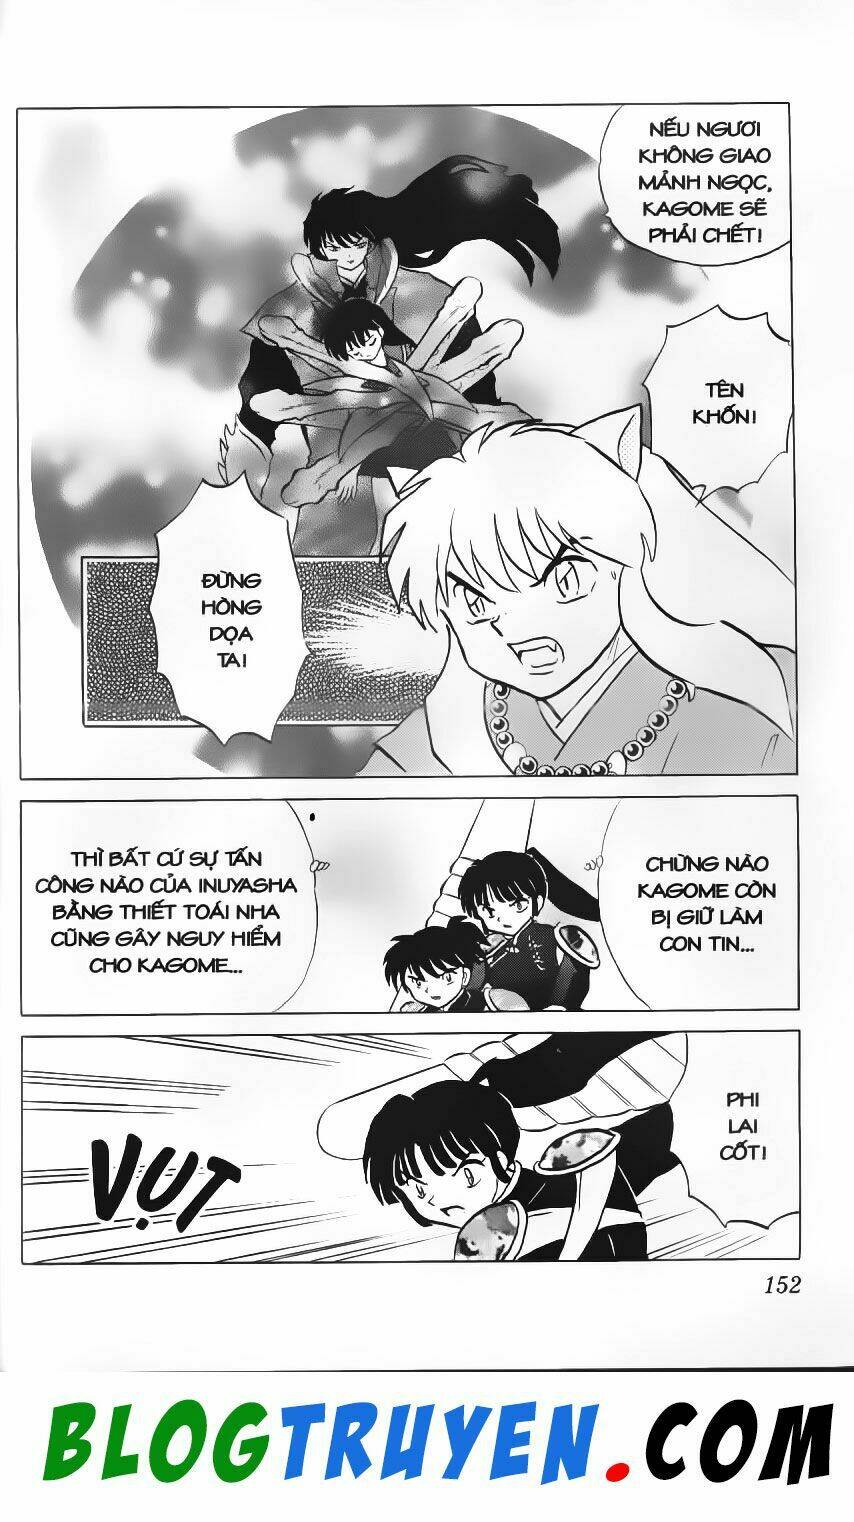 NẾU NGƯƠI
KHÔNG GIAO
MẢNH NGỌC,
KAGOME SẼ
PHẢI CHẾT!
TÊN
KHỐN!
ĐỪNG
HÒNG
DỌA
TA!
CHỪNG NÀO
KAGOME CÒN
BỊ GIỮ LÀM
CON TIN...
THÌ BẤT CỨ SỰ TẤN
CÔNG NÀO CỦA INUYASHA
BẰNG THIẾT TOÁI NHA
CŨNG GÂY NGUY HIỂM
CHO KAGOME...
PHI
LAI
CỐT!
VỤT
152
BLOGTRUYEN.COM